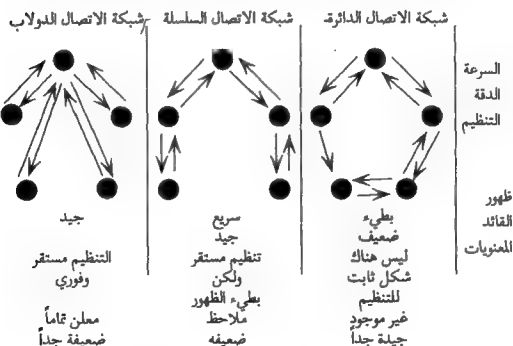 شبكة الاتصال الدائرة
شبكة الاتصال السلسلة
شبكة الاتصال الدولاب
السرعة
الدقة
التنظيم
ظهور
القائد
المعنويات
بطيء
ضعيف
ليس هناك
شكل ثابت
للتنظيم
غير موجود
جيدة جداً
سريع
جيد
تنظيم مستقر
ولكن
بطيء الظهور
ملاحظ
ضعيفه
جيد
التنظيم مستقر
وفوري
معلن تماماً
ضعيفة جداً